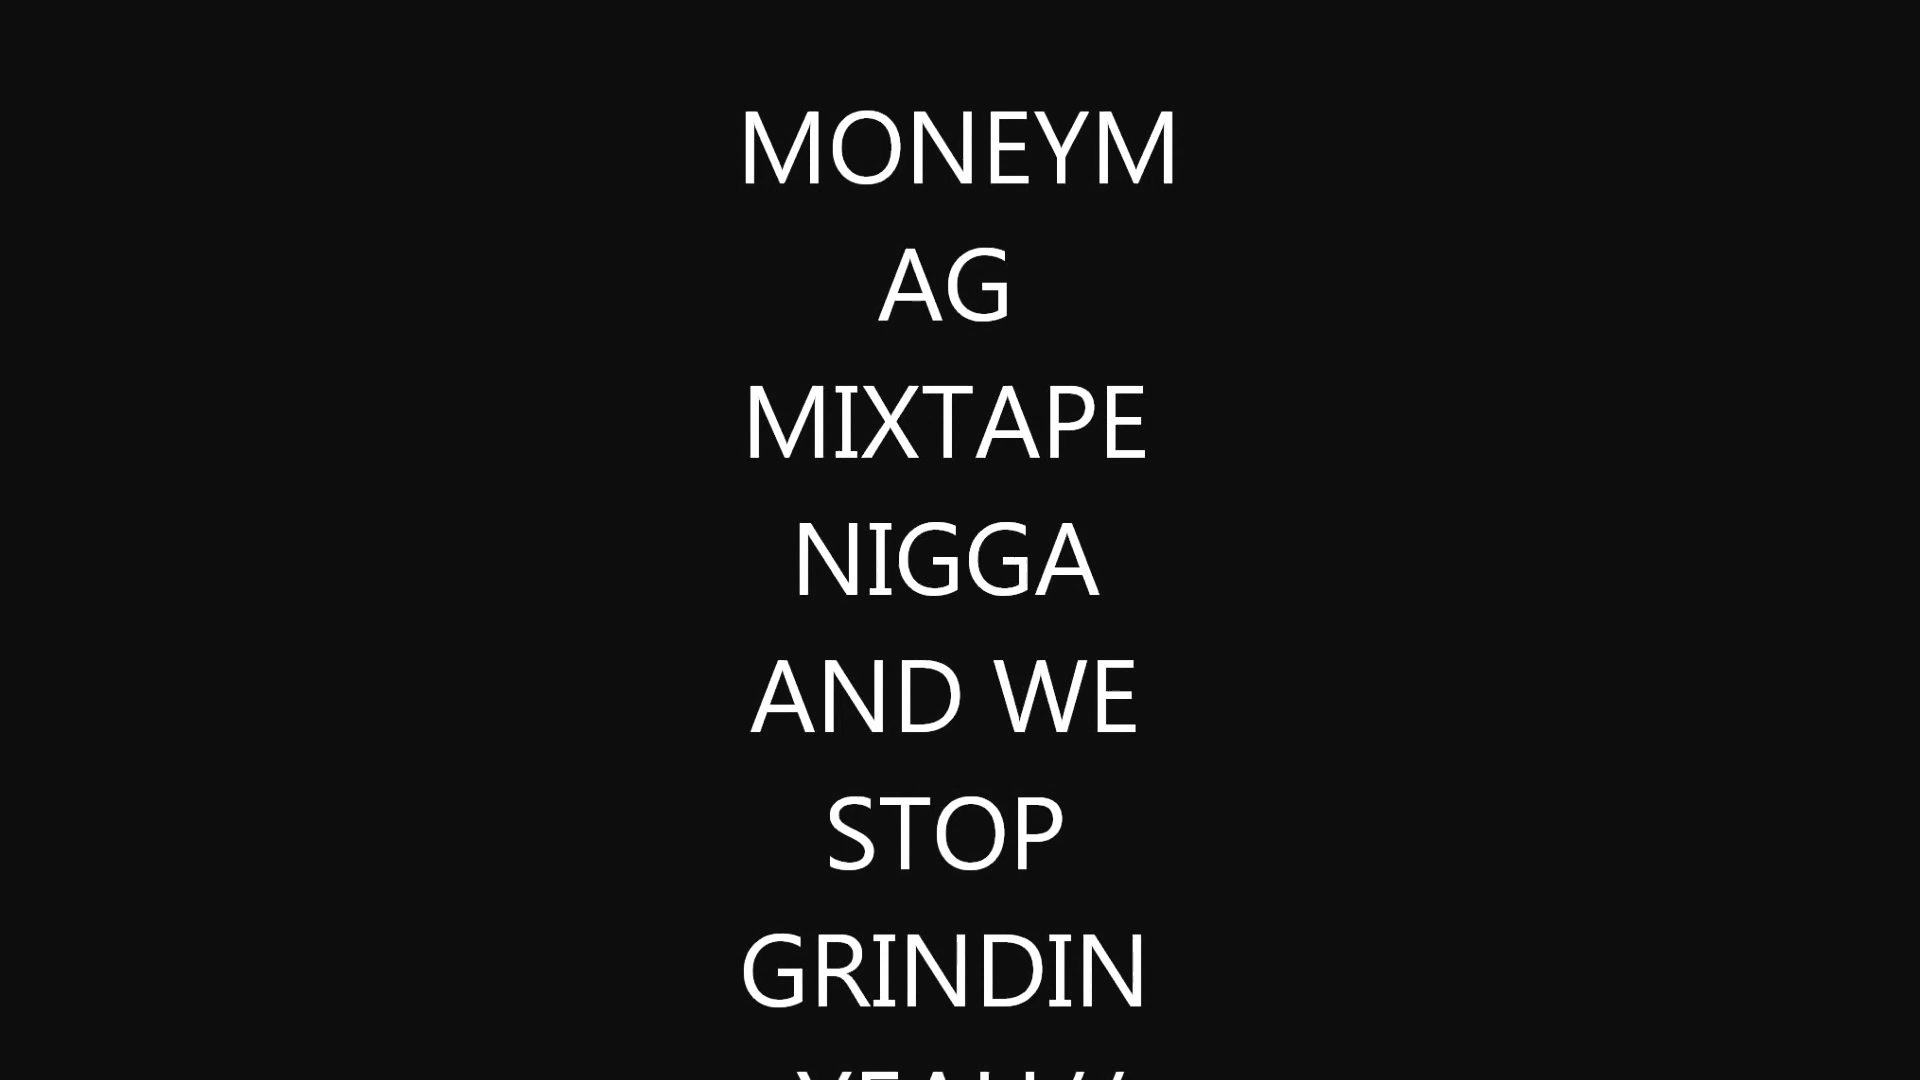 MONEYM
AG
MIXTAPE
NIGGA
AND WE
STOP
GRINDIN